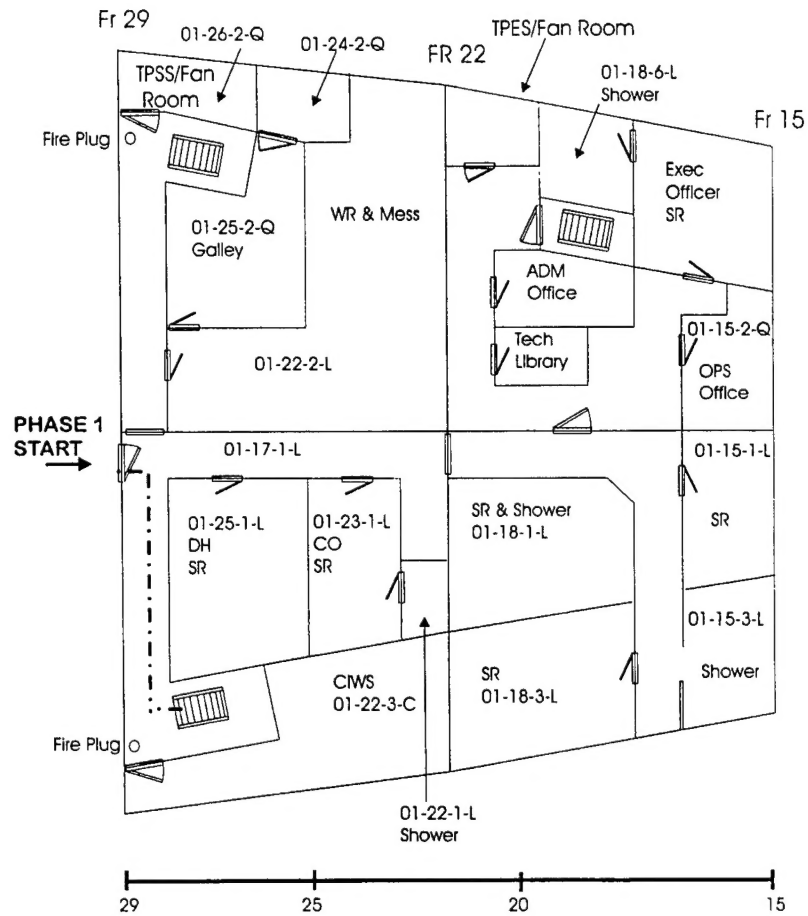 Fr 29
01-26-2-Q
01-24-2-Q
FR 22
TPES/Fan Room
01-18-6-L
Shower
Fr 15
TPSS/Fan
Room
Fire Plug
01-25-2-Q
Galley
WR & Mess
Exec
Officer
SR
ADM
Office
Tech
Library
01-22-2-L
01-15-2-Q
OPS
Office
PHASE 1
START
01-17-1-L
01-15-1-L
SR
01-25-1-L
DH
SR
01-23-1-L
CO
SR
SR & Shower
01-18-1-L
01-15-3-L
Shower
CIWS
01-22-3-C
SR
01-18-3-L
Fire Plug
01-22-1-L
Shower
29
25
20
15